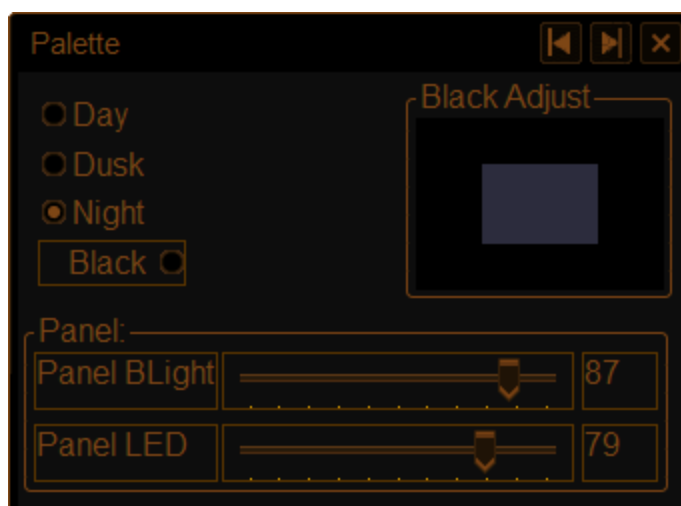 Palette
Day
Black Adjust
Dusk
Night
Black
Panel:
Panel BLight 87
Panel LED 79